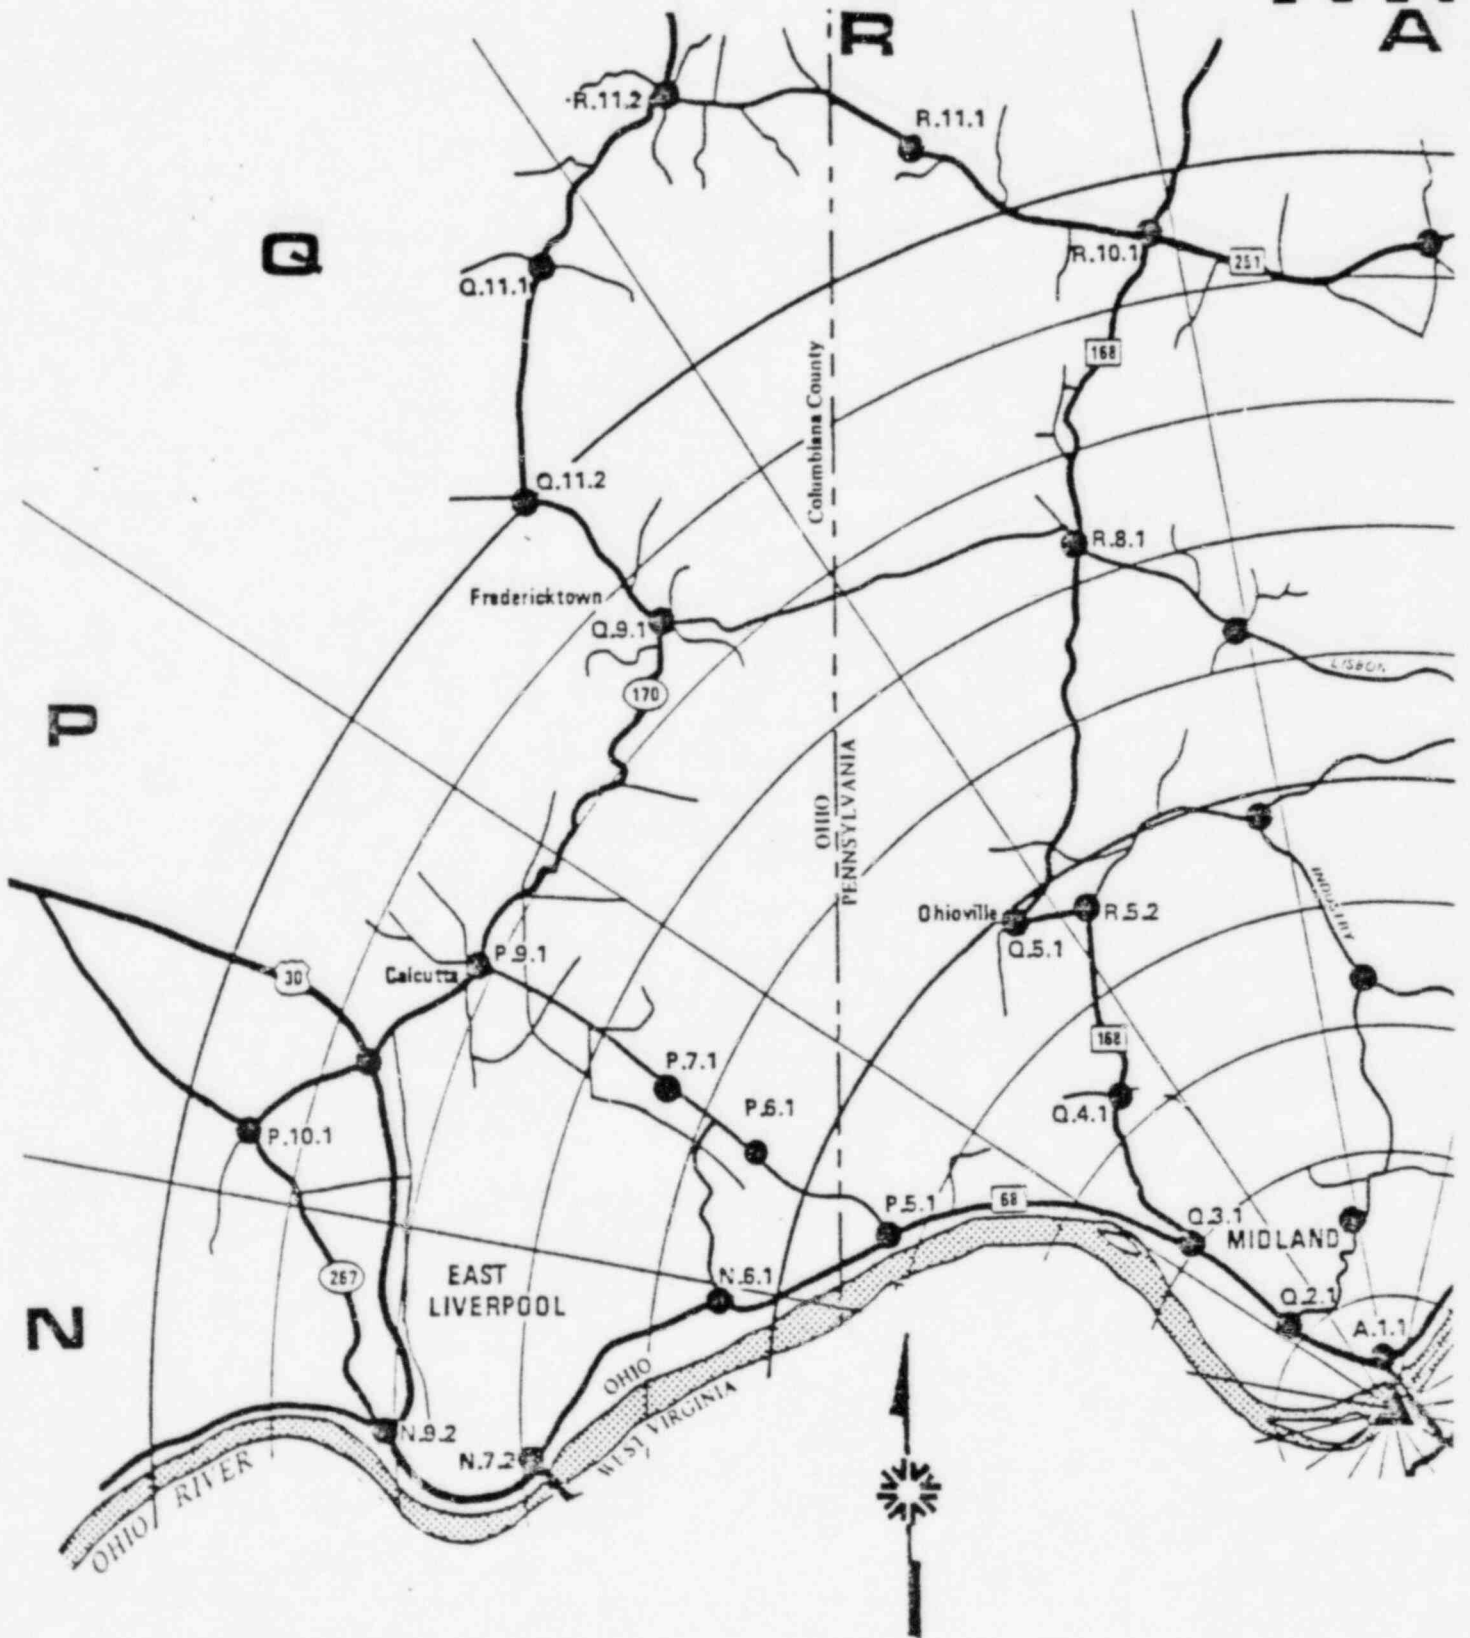 R
A
R.11.2
R.11.1
Q
Q.11.1
R.10.1
251
168
Columbiana County
Q.11.2
R.8.1
Fredericktown
Q.9.1
LISBON
170
P
OHIO
PENNSYLVANIA
INDUSTRY
Ohioville
R.5.2
Q.5.1
P.9.1
Calcutta
30
168
P.7.1
P.6.1
Q.4.1
P.10.1
P.5.1
68
Q.3.1
MIDLAND
267
EAST
LIVERPOOL
N.6.1
Q.2.1
N
A.1.1
OHIO
WEST VIRGINIA
N.9.2
N.7.2
OHIO RIVER